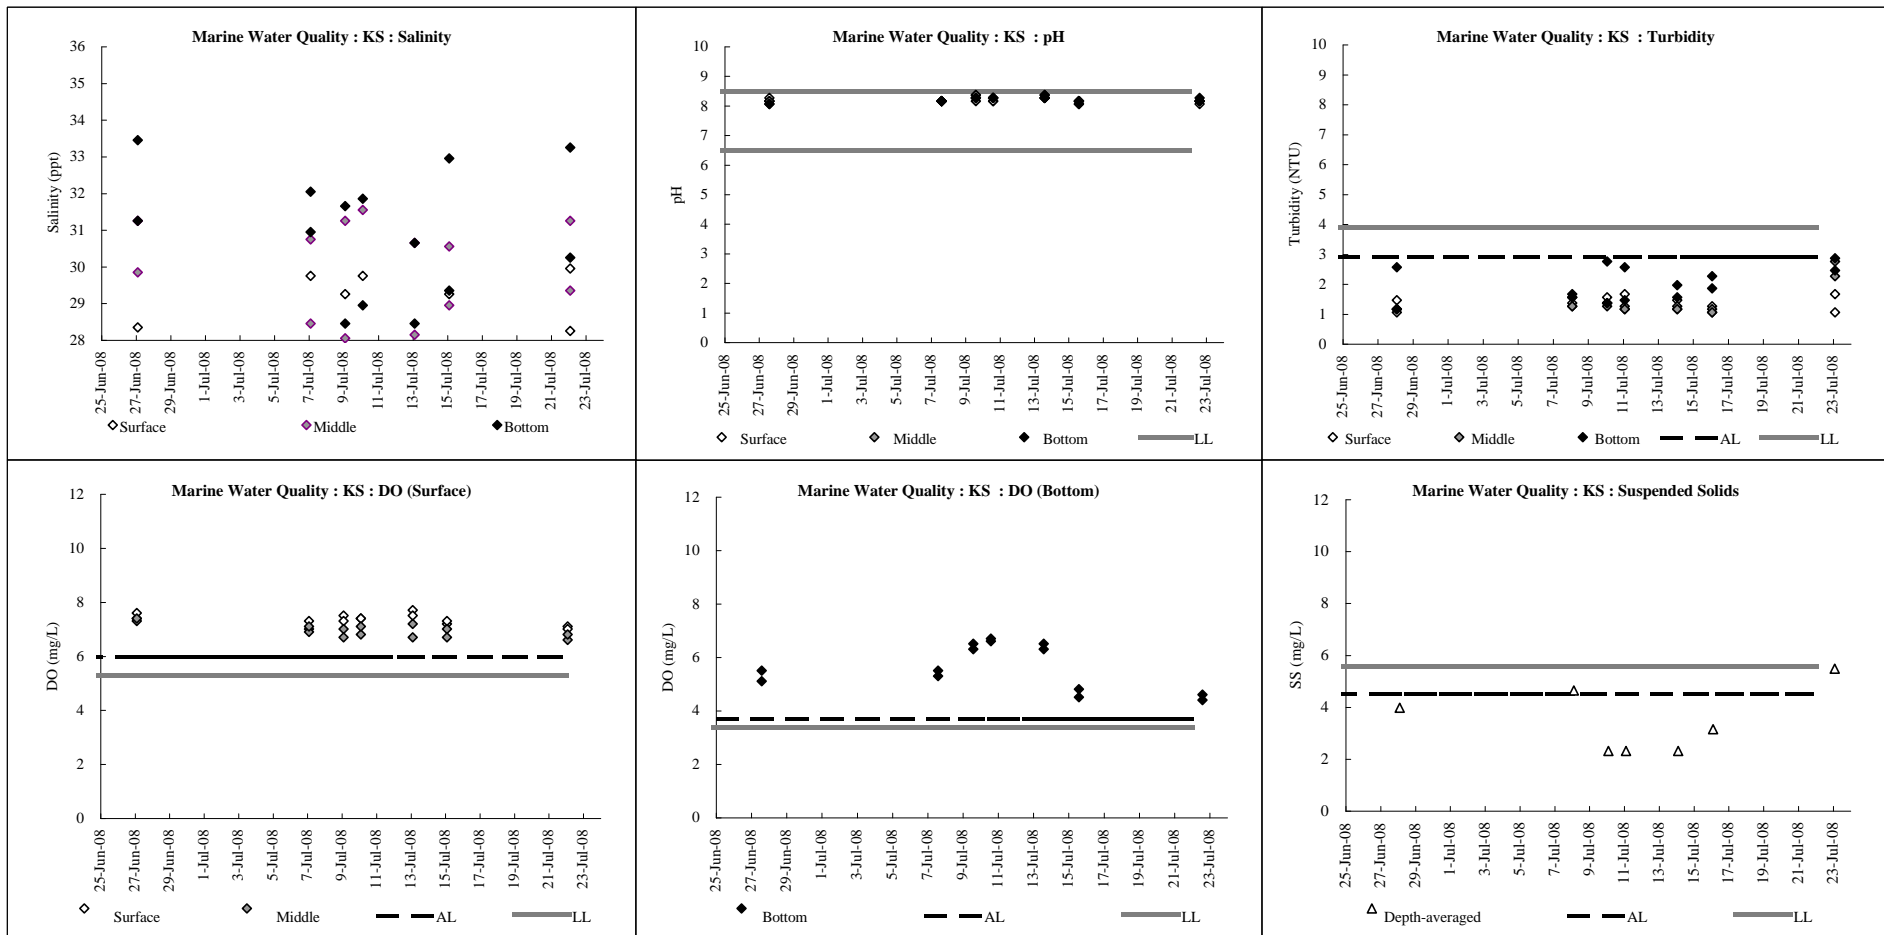 Marine Water Quality : KS : Salinity
36
35
34
33
32
31
30
29
28
Salinity (ppt)
25-Jun-08
27-Jun-08
29-Jun-08
1-Jul-08
3-Jul-08
5-Jul-08
7-Jul-08
9-Jul-08
11-Jul-08
13-Jul-08
15-Jul-08
17-Jul-08
19-Jul-08
21-Jul-08
23-Jul-08
Surface Middle Bottom
Marine Water Quality : KS : pH
10
9
8
7
6
5
4
3
2
1
0
pH
25-Jun-08
27-Jun-08
29-Jun-08
1-Jul-08
3-Jul-08
5-Jul-08
7-Jul-08
9-Jul-08
11-Jul-08
13-Jul-08
15-Jul-08
17-Jul-08
19-Jul-08
21-Jul-08
23-Jul-08
Surface Middle Bottom LL
Marine Water Quality : KS : Turbidity
10
9
8
7
6
5
4
3
2
1
0
Turbidity (NTU)
25-Jun-08
27-Jun-08
29-Jun-08
1-Jul-08
3-Jul-08
5-Jul-08
7-Jul-08
9-Jul-08
11-Jul-08
13-Jul-08
15-Jul-08
17-Jul-08
19-Jul-08
21-Jul-08
23-Jul-08
Surface Middle Bottom AL LL
Marine Water Quality : KS : DO (Surface)
12
10
8
6
4
2
0
DO (mg/L)
25-Jun-08
27-Jun-08
29-Jun-08
1-Jul-08
3-Jul-08
5-Jul-08
7-Jul-08
9-Jul-08
11-Jul-08
13-Jul-08
15-Jul-08
17-Jul-08
19-Jul-08
21-Jul-08
23-Jul-08
Surface Middle AL LL
Marine Water Quality : KS : DO (Bottom)
12
10
8
6
4
2
0
DO (mg/L)
25-Jun-08
27-Jun-08
29-Jun-08
1-Jul-08
3-Jul-08
5-Jul-08
7-Jul-08
9-Jul-08
11-Jul-08
13-Jul-08
15-Jul-08
17-Jul-08
19-Jul-08
21-Jul-08
23-Jul-08
Bottom AL LL
Marine Water Quality : KS : Suspended Solids
12
10
8
6
4
2
0
SS (mg/L)
25-Jun-08
27-Jun-08
29-Jun-08
1-Jul-08
3-Jul-08
5-Jul-08
7-Jul-08
9-Jul-08
11-Jul-08
13-Jul-08
15-Jul-08
17-Jul-08
19-Jul-08
21-Jul-08
23-Jul-08
Depth-averaged AL LL